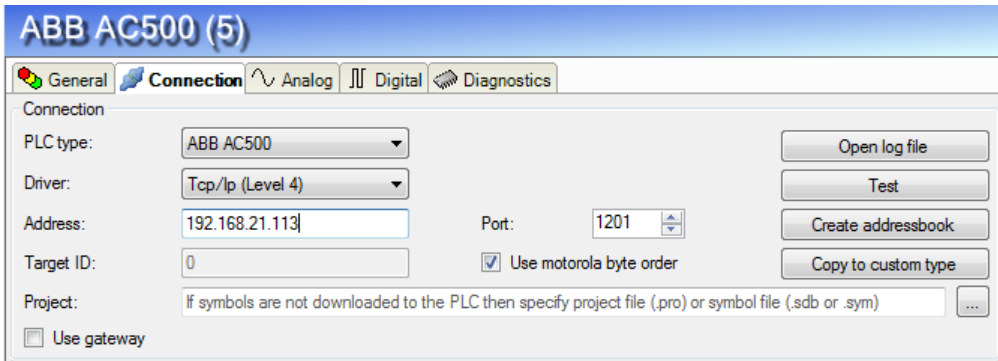 ABB AC500 (5)
General Connection Analog Digital Diagnostics
Connection
PLC type: ABB AC500 Open log file
Driver: Tcp/Ip (Level 4) Test
Address: 192.168.21.113 Port: 1201 Create addressbook
Target ID: 0 Use motorola byte order Copy to custom type
Project: If symbols are not downloaded to the PLC then specify project file (.pro) or symbol file (.sdb or .sym) ...
Use gateway